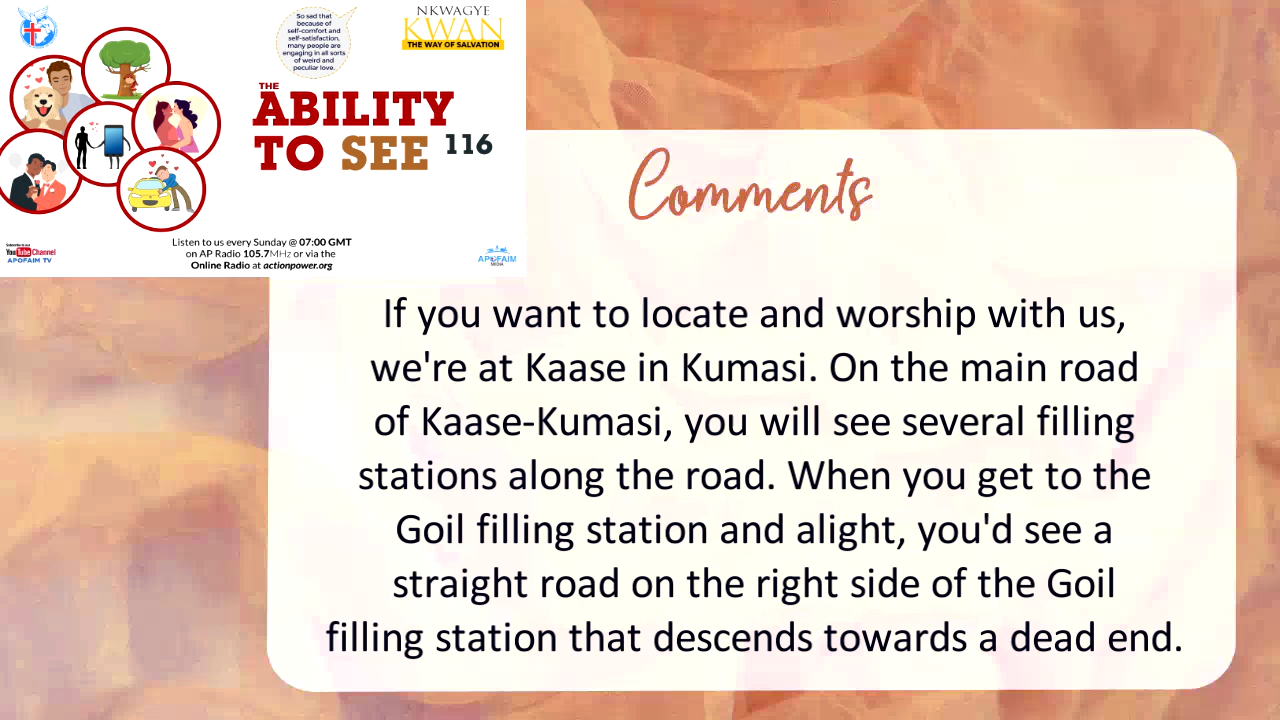 So sad that
because of
self-comfort and
self-satisfaction,
many people are
engaging in all sorts
of weird and
peculiar love.
NKWAGYE
KWAN
THE WAY OF SALVATION
THE
ABILITY
TO SEE 116
Listen to us every Sunday @ 07:00 GMT
on AP Radio 105.7MHz or via the
Online Radio at actionpower.org
Subscribe to our
YouTube Channel
APOFAIM TV
APOFAIM
MEDIA
Comments
If you want to locate and worship with us,
we're at Kaase in Kumasi. On the main road
of Kaase-Kumasi, you will see several filling
stations along the road. When you get to the
Goil filling station and alight, you'd see a
straight road on the right side of the Goil
filling station that descends towards a dead end.